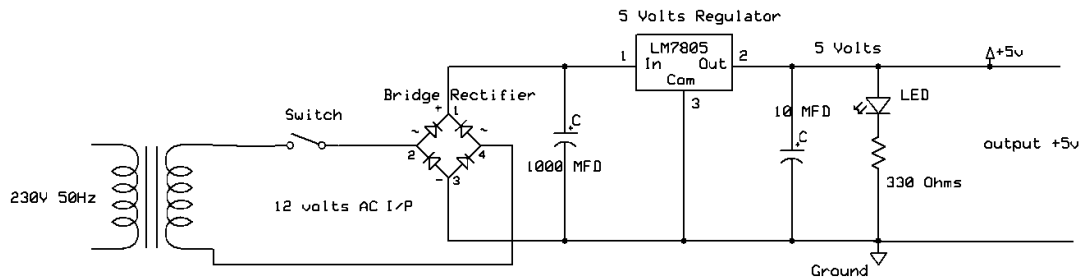 5 Volts Regulator
LM7805
1 In Out 2
Com
3
5 Volts
+5v
Bridge Rectifier
+ 1
~ ~
2 4
- 3
Switch
C
+
1000 MFD
10 MFD
+
C
LED
330 Ohms
output +5v
230V 50Hz
12 volts AC I/P
Ground